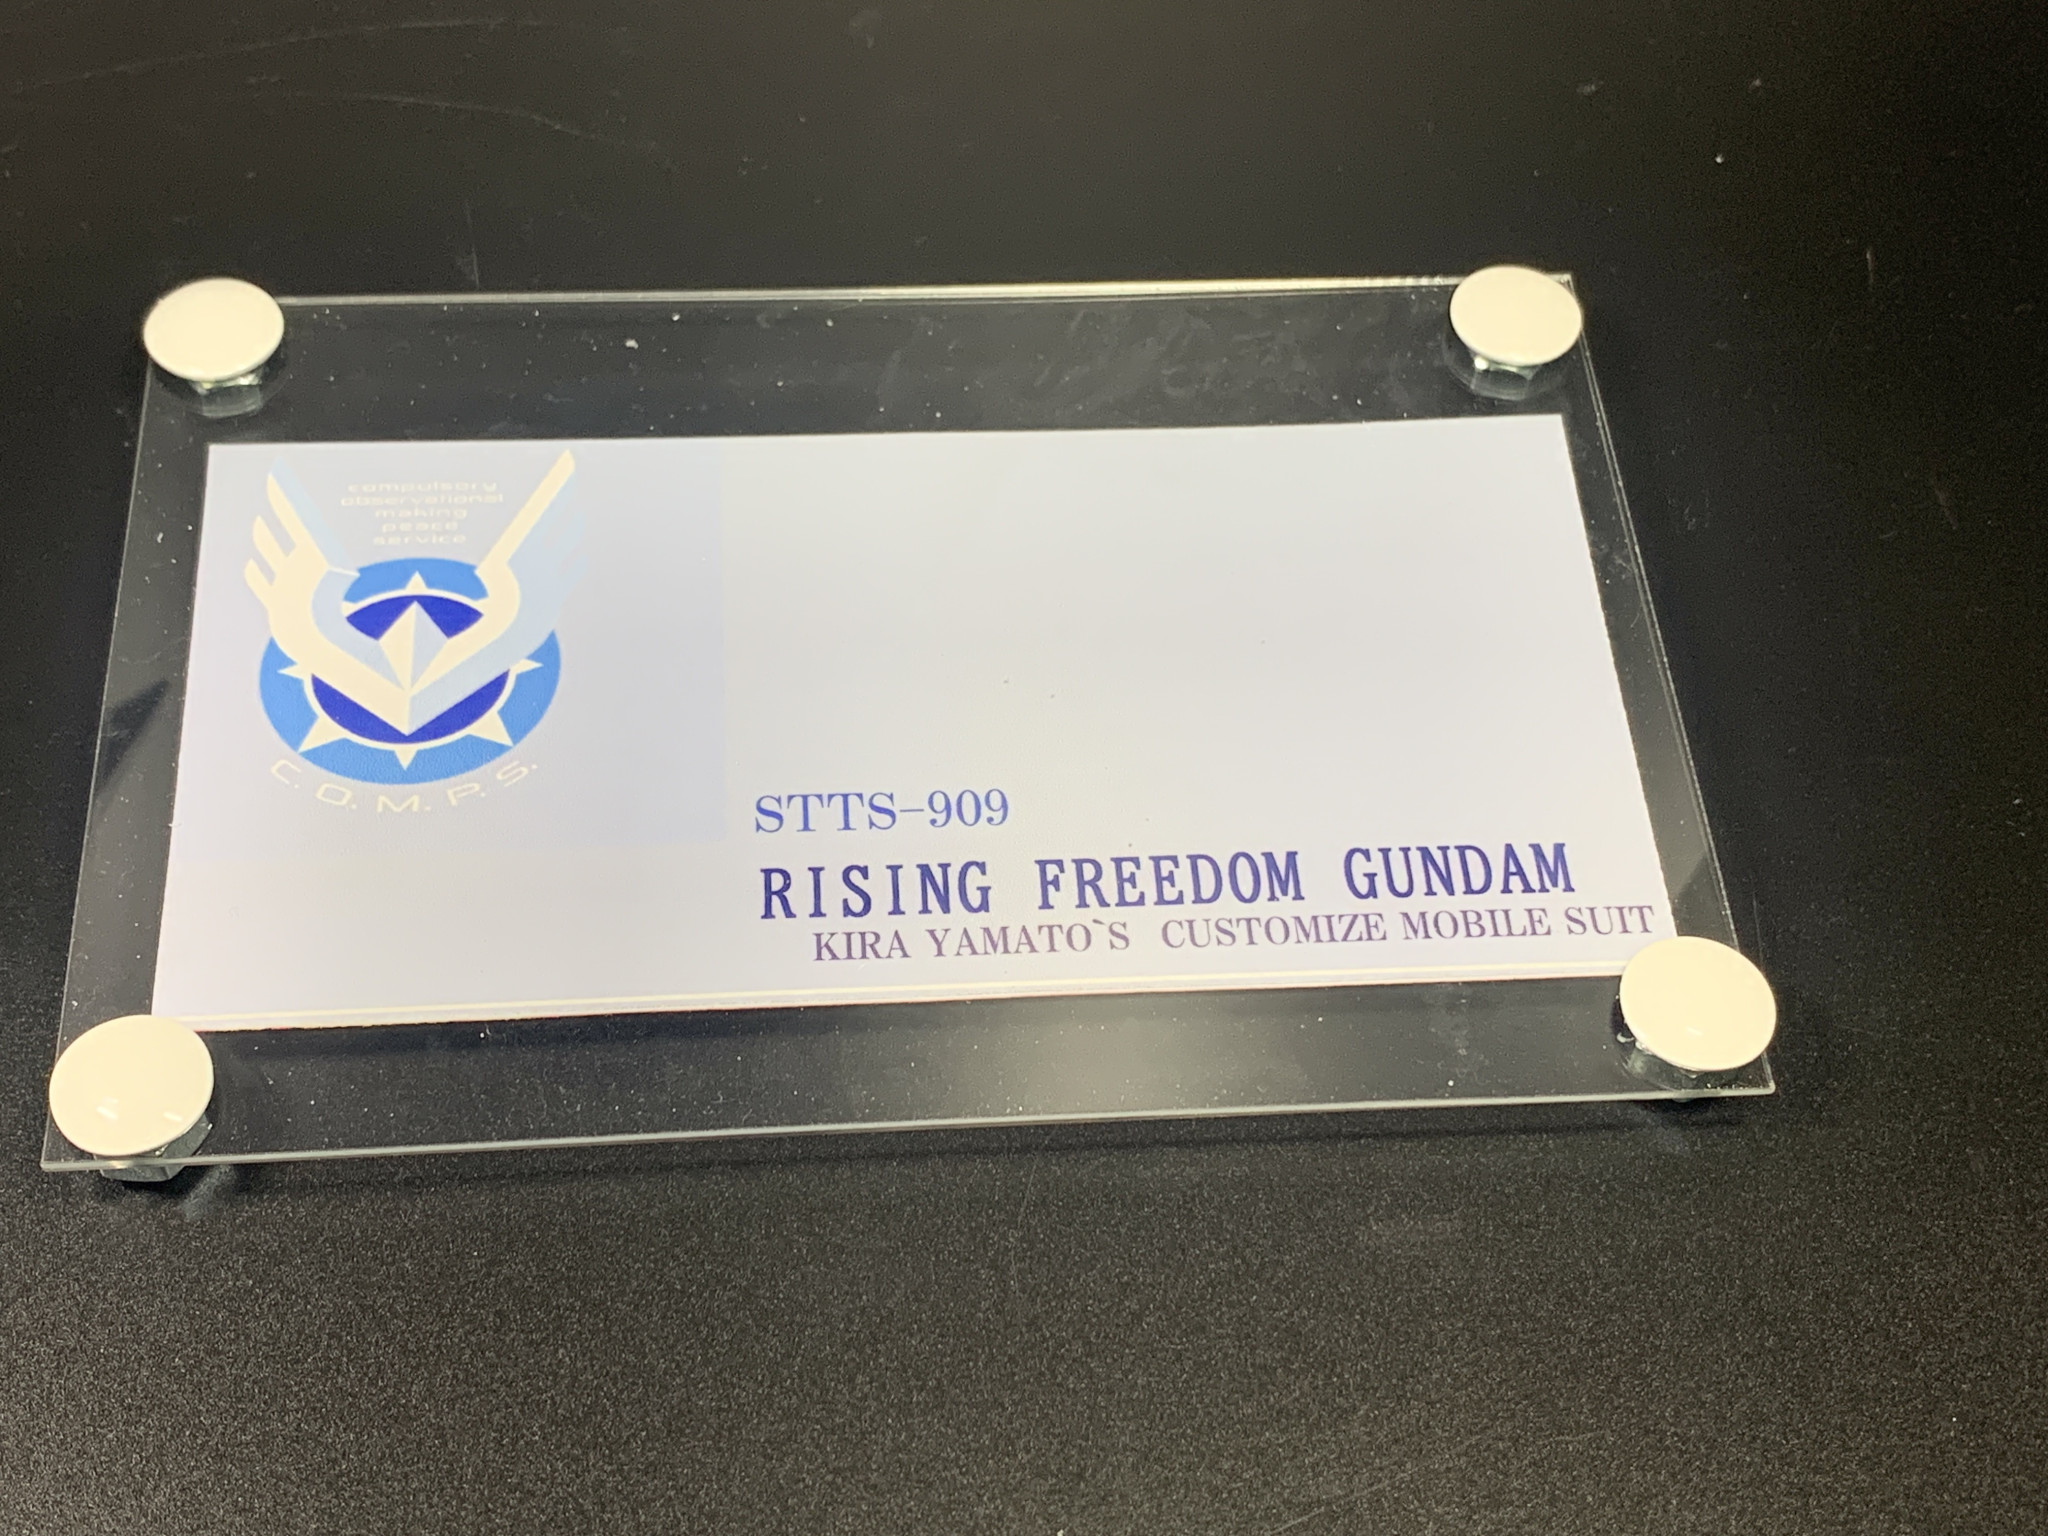 compulsory
observational
making
peace
service
C.O.M.P.S.
STTS-909
RISING FREEDOM GUNDAM
KIRA YAMATO`S CUSTOMIZE MOBILE SUIT